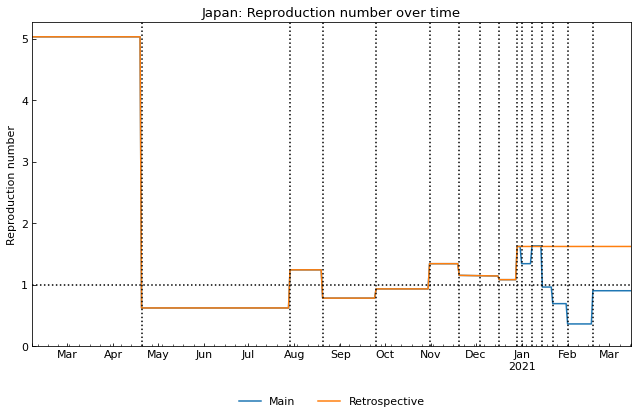 Japan: Reproduction number over time
Reproduction number
5
4
3
2
1
0
Mar Apr May Jun Jul Aug Sep Oct Nov Dec Jan Feb Mar
2021
Main Retrospective